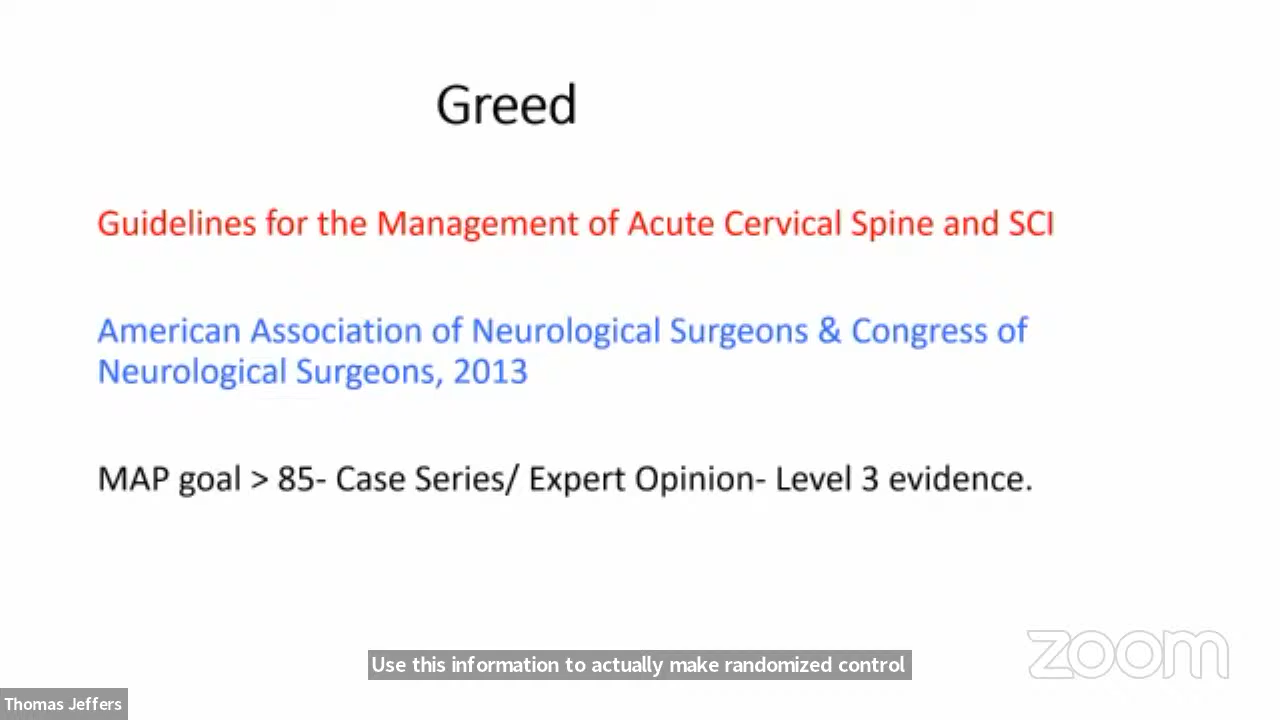 Greed
Guidelines for the Management of Acute Cervical Spine and SCI
American Association of Neurological Surgeons & Congress of
Neurological Surgeons, 2013
MAP goal > 85- Case Series/ Expert Opinion- Level 3 evidence.
zoom
Use this information to actually make randomized control
Thomas Jeffers